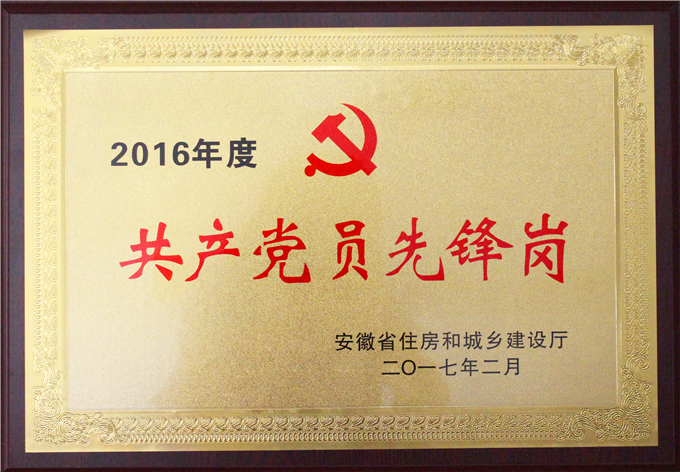 2016年度
共产党员先锋岗
安徽省住房和城乡建设厅
二〇一七年二月